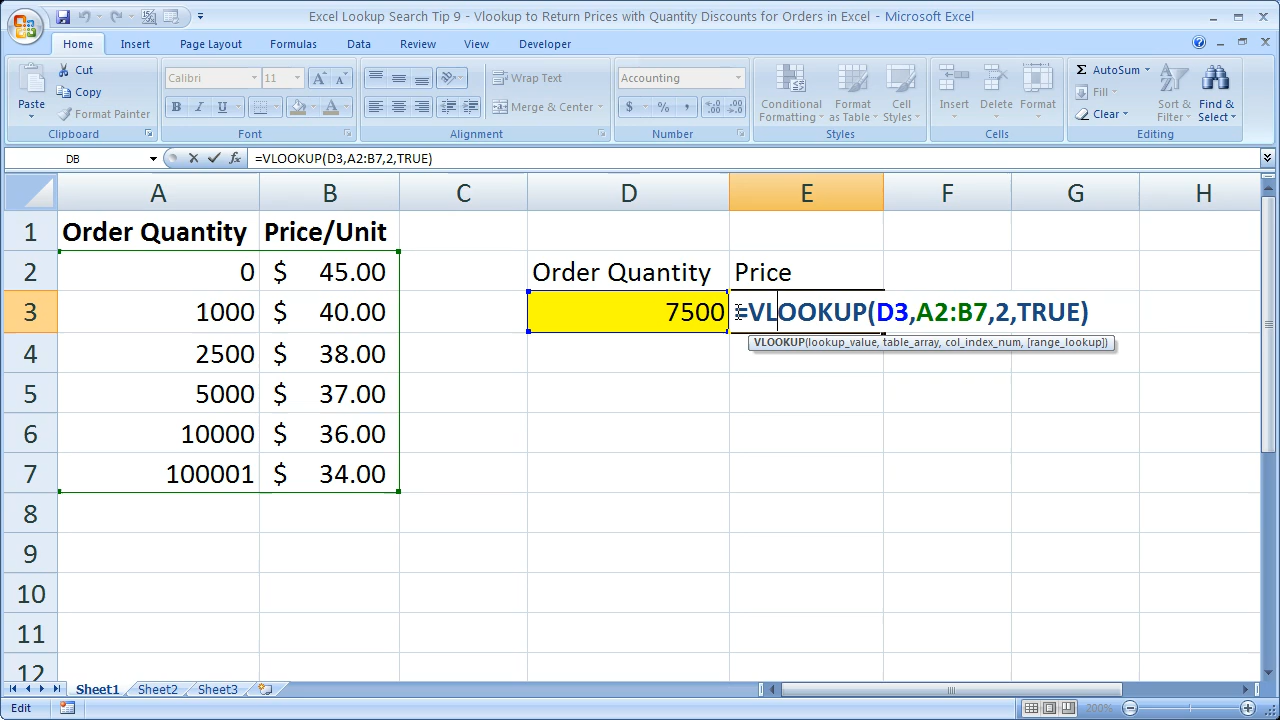 Excel Lookup Search Tip 5 - Vlookup to Return Prices with Quantity Discounts for Orders in Excel - Microsoft Excel
Home Insert Page Layout Formulas Data Review View Developer
Paste
Cut
Copy
Format Painter
Clipboard
Calibri 11
B I U
Font
Wrap Text
Merge & Center
Alignment
Accounting
$ % ,
Number
Conditional Formatting
Format as Table
Cell Styles
Styles
Insert
Delete
Format
Cells
AutoSum
Fill
Clear
Sort & Filter
Find & Select
Editing
DB fx =VLOOKUP(D3,A2:B7,2,TRUE)
A B C D E F G H
1 Order Quantity Price/Unit
2 0 $ 45.00 Order Quantity Price
3 1000 $ 40.00 7500 =VLOOKUP(D3,A2:B7,2,TRUE)
VLOOKUP(lookup_value, table_array, col_index_num, [range_lookup])
4 2500 $ 38.00
5 5000 $ 37.00
6 10000 $ 36.00
7 100001 $ 34.00
8
9
10
11
12
Sheet1 Sheet2 Sheet3
Edit 200%